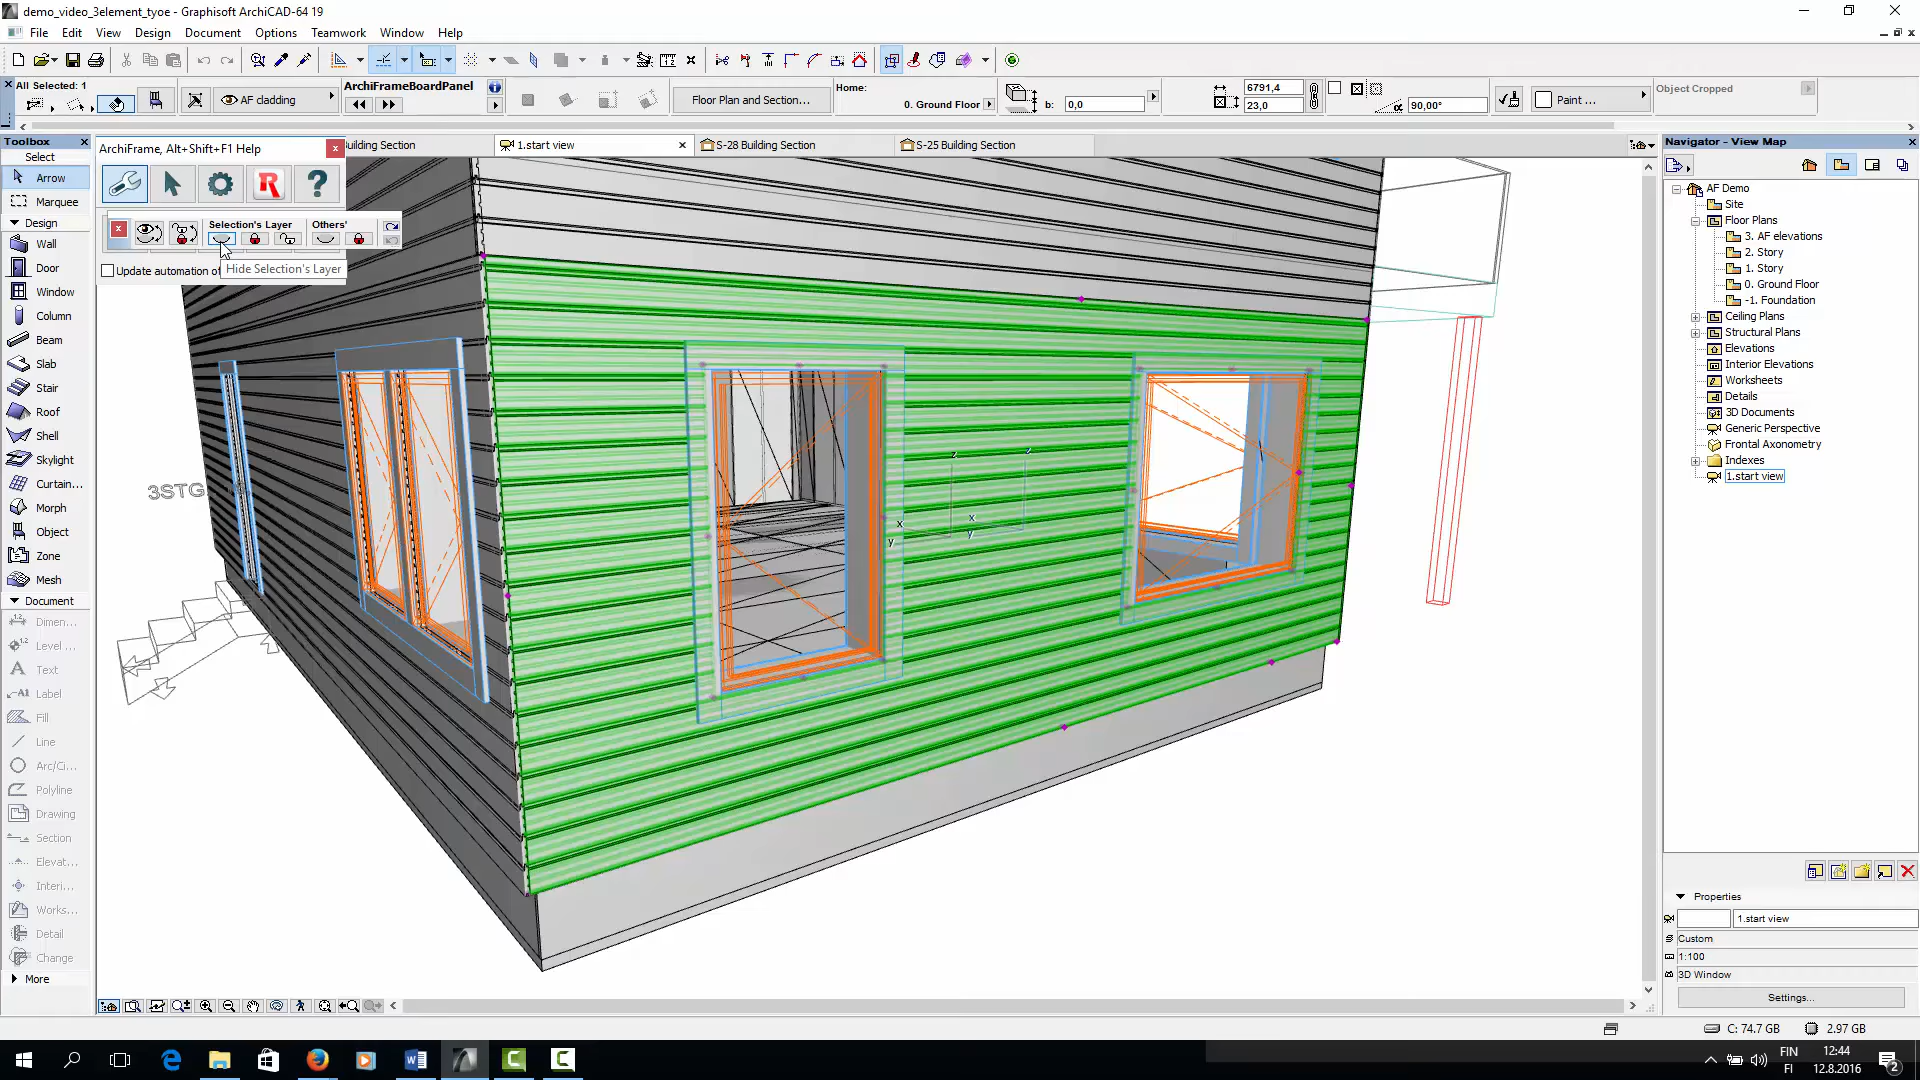 demo_video_3element_tyoe - Graphisoft ArchiCAD-64 19
File Edit View Design Document Options Teamwork Window Help
All Selected: 1
AF cladding
ArchiFrameBoardPanel
Floor Plan and Section...
Home:
0. Ground Floor
b:
0,0
6791,4
23,0
90,00°
Paint ...
Object Cropped
Toolbox
Select
Arrow
Marquee
Design
Wall
Door
Window
Column
Beam
Slab
Stair
Roof
Shell
Skylight
Curtain...
Morph
Object
Zone
Mesh
Document
Dimen...
Level ...
Text
Label
Fill
Line
Arc/Ci...
Polyline
Drawing
Section
Elevat...
Interi...
Works...
Detail
Change
More
ArchiFrame, Alt+Shift+F1 Help
Selection's Layer
Others'
Update automation of
Hide Selection's Layer
uilding Section
1.start view
S-28 Building Section
S-25 Building Section
3STG
z
z
x
y
x
y
Navigator - View Map
AF Demo
Site
Floor Plans
3. AF elevations
2. Story
1. Story
0. Ground Floor
-1. Foundation
Ceiling Plans
Structural Plans
Elevations
Interior Elevations
Worksheets
Details
3D Documents
Generic Perspective
Frontal Axonometry
Indexes
1.start view
Properties
1.start view
Custom
1:100
3D Window
Settings...
C: 74.7 GB
2.97 GB
FIN
FI
12:44
12.8.2016
2